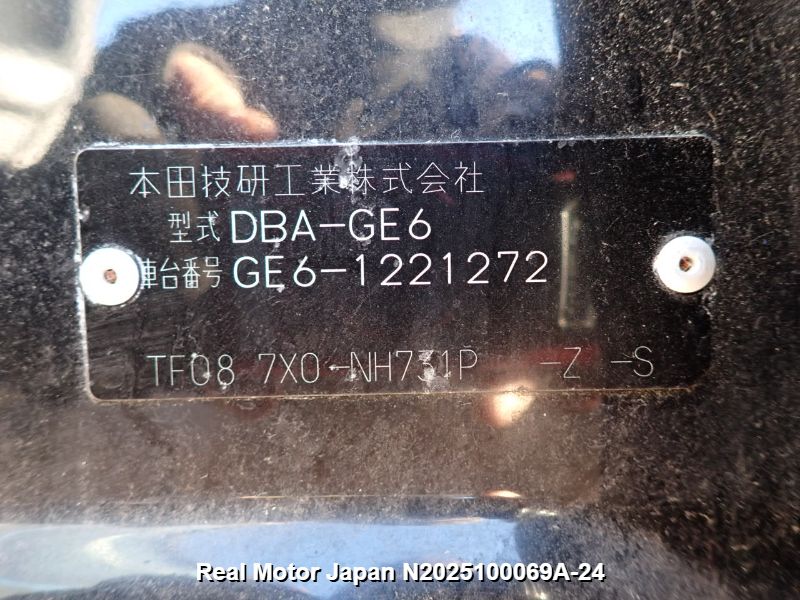 本田技研工業株式会社
型式 DBA-GE6
車台番号 GE6-1221272
TF08 7X0-NH731P -Z -S
Real Motor Japan N2025100069A-24